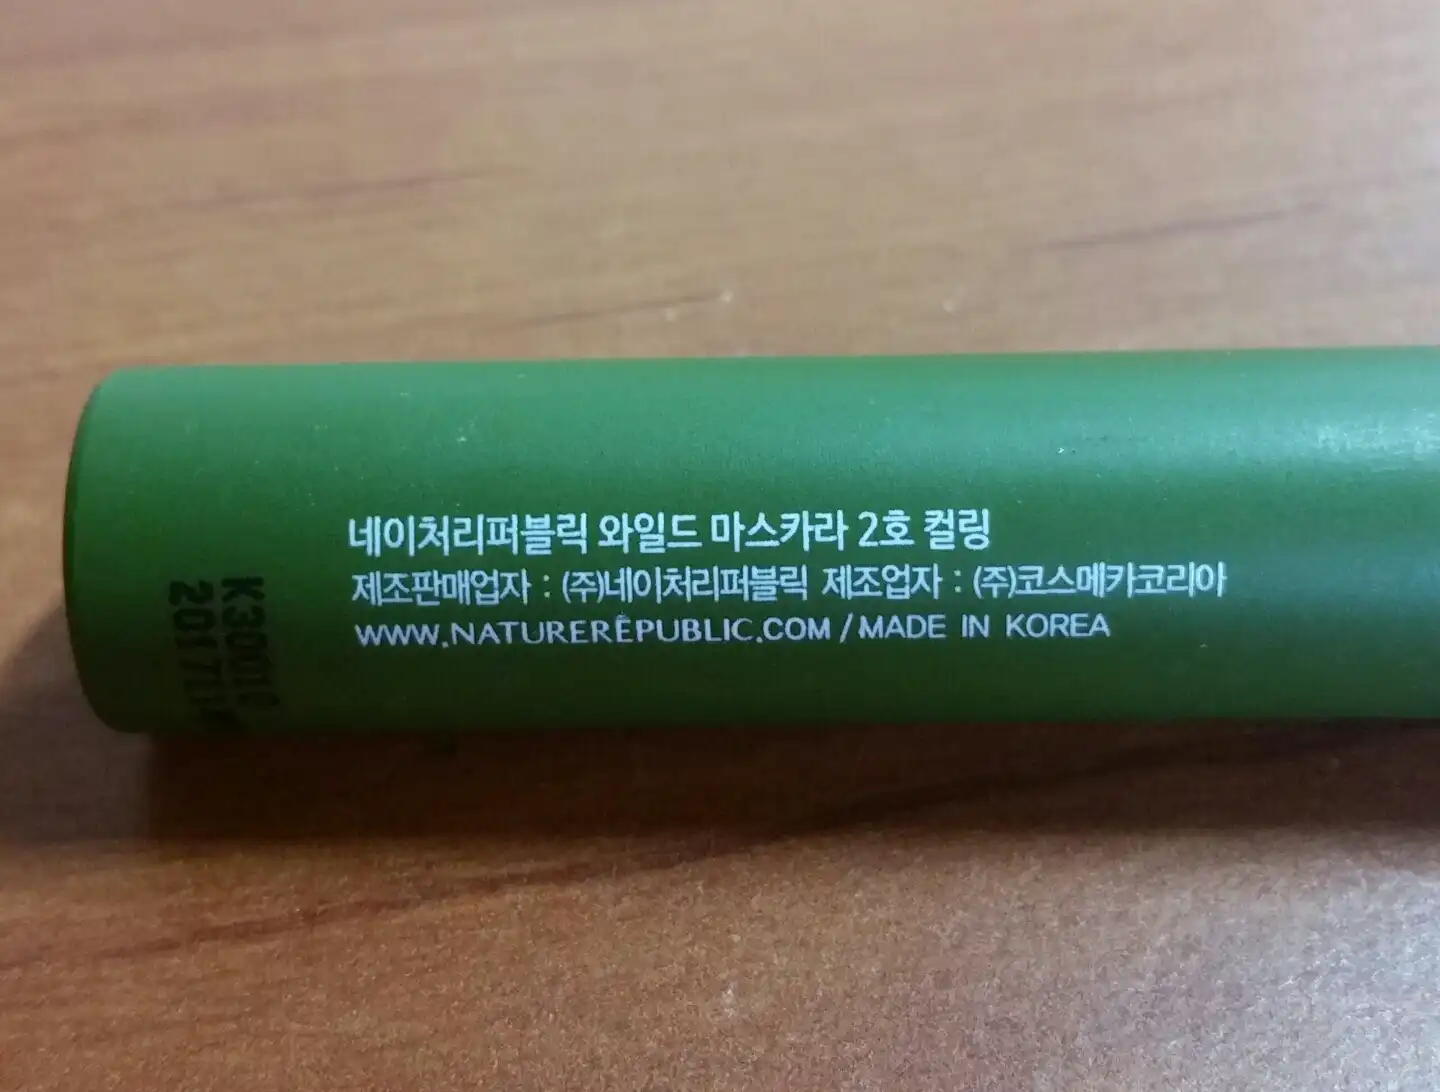 네이처리퍼블릭 와일드 마스카라 2호 컬링
제조판매업자 : (주)네이처리퍼블릭 제조업자 : (주)코스메카코리아
WWW.NATUREREPUBLIC.COM / MADE IN KOREA